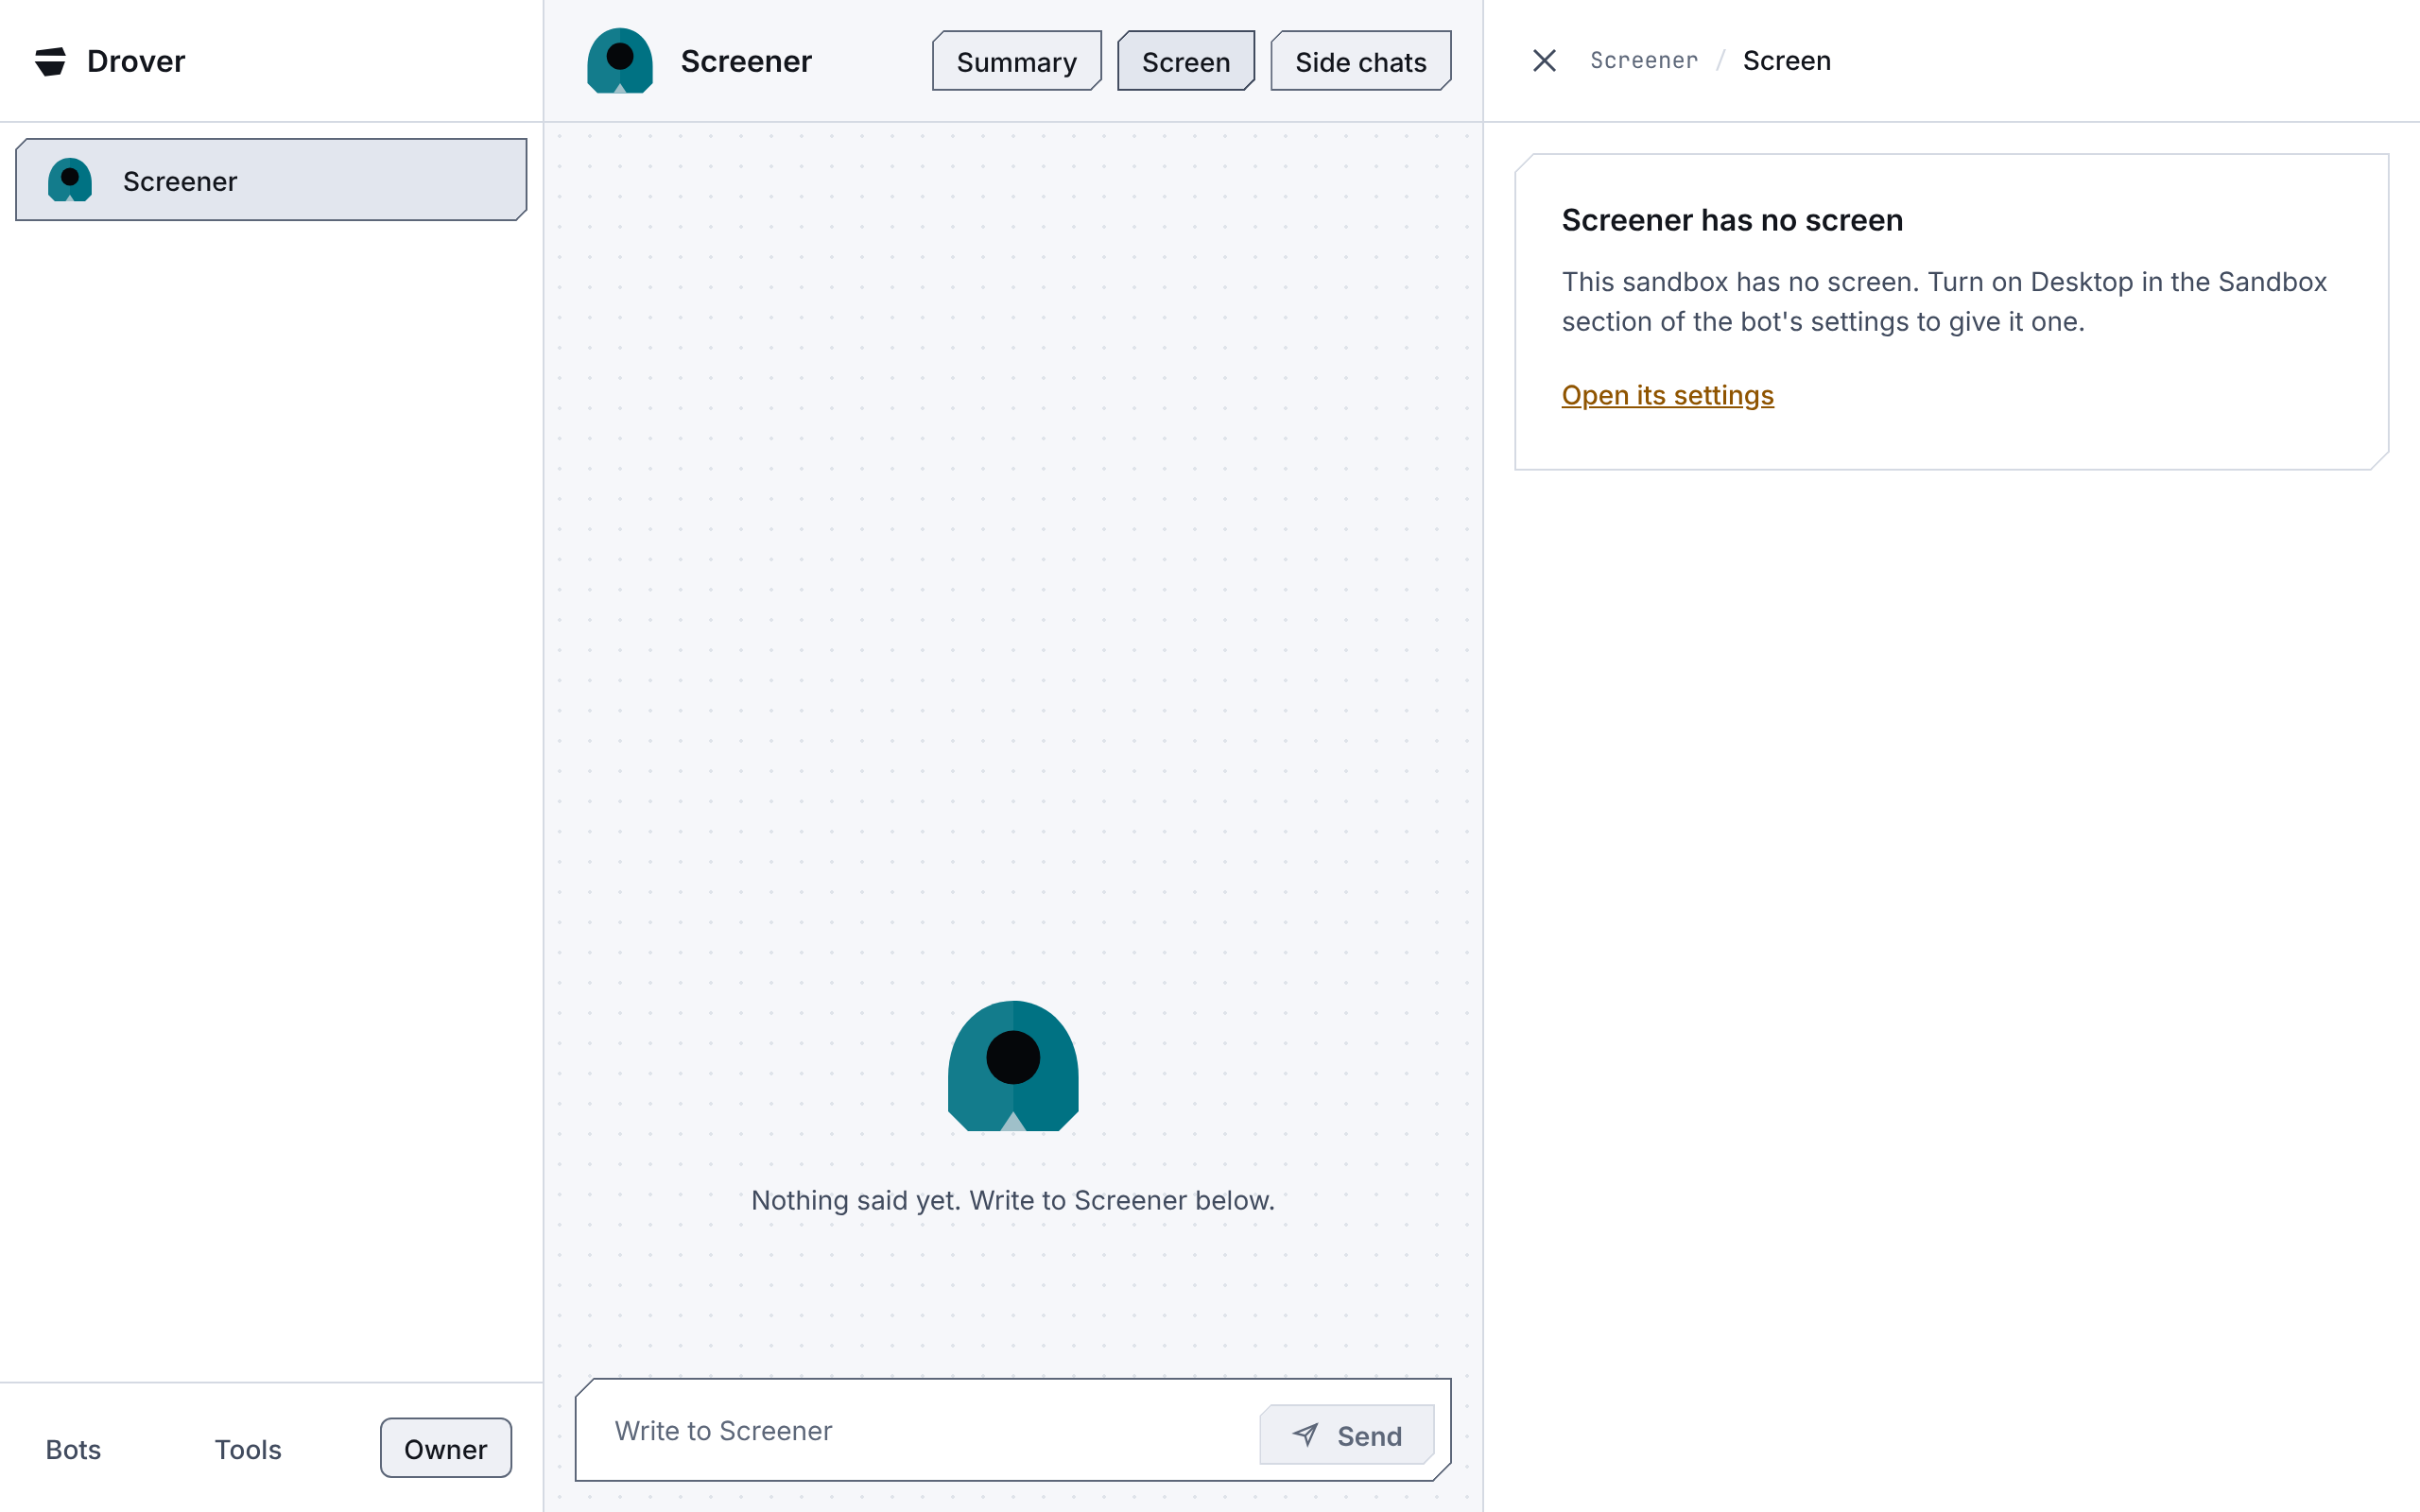 Drover
Screener
Screener
Summary
Screen
Side chats
Nothing said yet. Write to Screener below.
Write to Screener
Send
Bots
Tools
Owner
Screener / Screen
Screener has no screen
This sandbox has no screen. Turn on Desktop in the Sandbox
section of the bot's settings to give it one.
Open its settings